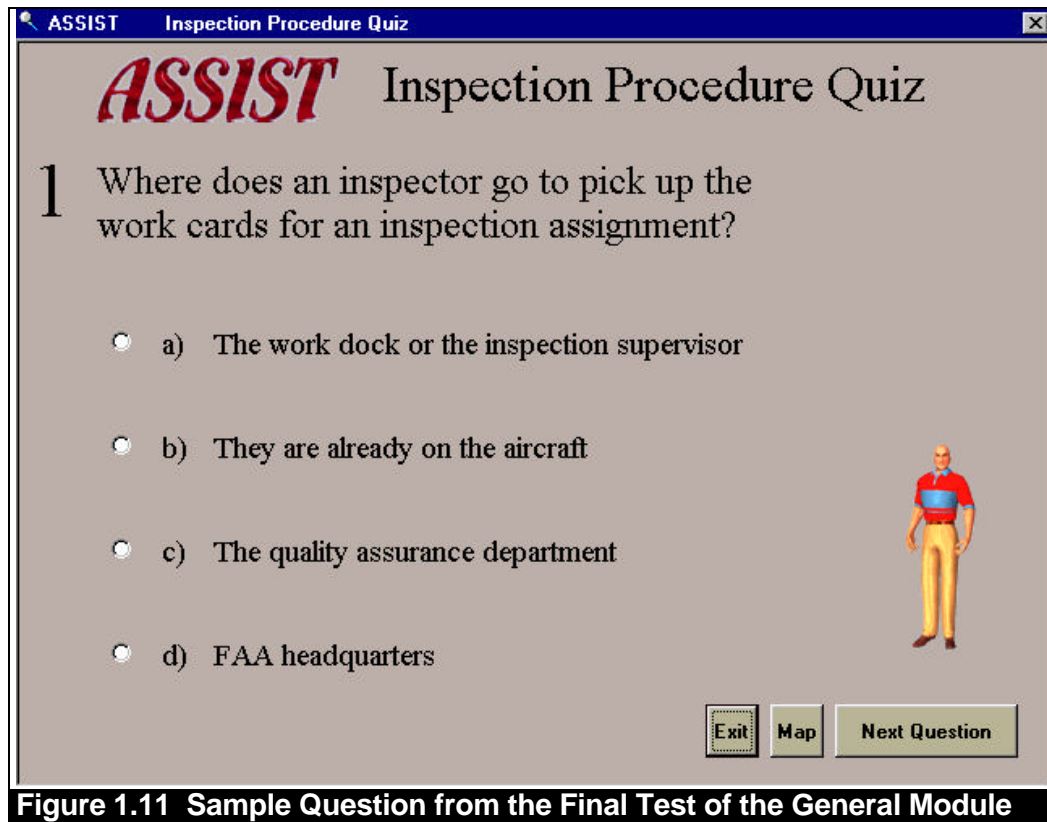 ASSIST Inspection Procedure Quiz
ASSIST Inspection Procedure Quiz
1 Where does an inspector go to pick up the
work cards for an inspection assignment?
a) The work dock or the inspection supervisor
b) They are already on the aircraft
c) The quality assurance department
d) FAA headquarters
Exit Map Next Question
Figure 1.11 Sample Question from the Final Test of the General Module